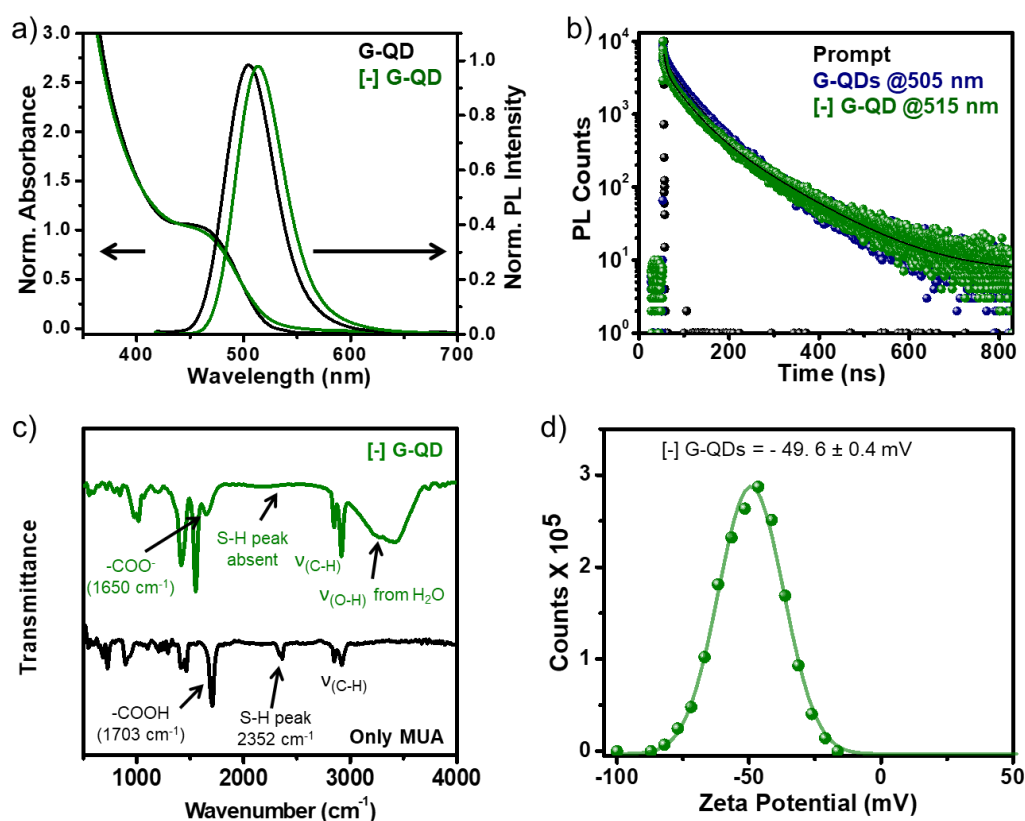 a)
G-QD
[-] G-QD
3.0
2.5
2.0
1.5
1.0
0.5
0.0
Norm. Absorbance
1.0
0.8
0.6
0.4
0.2
0.0
Norm. PL Intensity
400 500 600 700
Wavelength (nm)
b)
Prompt
G-QDs @505 nm
[-] G-QD @515 nm
10⁴
10³
10²
10¹
10⁰
PL Counts
0 200 400 600 800
Time (ns)
c)
[-] G-QD
-COO⁻
(1650 cm⁻¹)
S-H peak
absent
ν(C-H)
ν(O-H) from H₂O
-COOH
(1703 cm⁻¹)
S-H peak
2352 cm⁻¹
ν(C-H)
Only MUA
Transmittance
1000 2000 3000 4000
Wavenumber (cm⁻¹)
d)
[-] G-QDs = - 49. 6 ± 0.4 mV
3
2
1
0
Counts X 10⁵
-100 -50 0 50
Zeta Potential (mV)